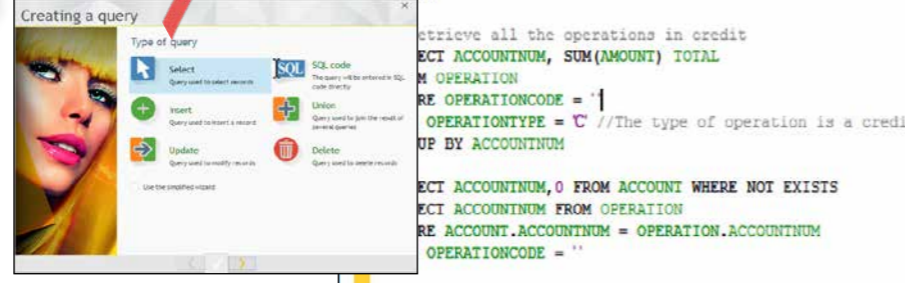 Creating a query
Type of query
Select
Query used to select records
SQL
SQL code
The query will be entered in SQL
code directly
Insert
Query used to insert a record
Union
Query used to join the result of
several queries
Update
Query used to modify records
Delete
Query used to delete records
Use the simplified wizard
etrieve all the operations in credit
ECT ACCOUNTNUM, SUM(AMOUNT) TOTAL
M OPERATION
RE OPERATIONCODE = ''
OPERATIONTYPE = 'C' //The type of operation is a credi
UP BY ACCOUNTNUM
ECT ACCOUNTNUM,0 FROM ACCOUNT WHERE NOT EXISTS
ECT ACCOUNTNUM FROM OPERATION
RE ACCOUNT.ACCOUNTNUM = OPERATION.ACCOUNTNUM
OPERATIONCODE = ''